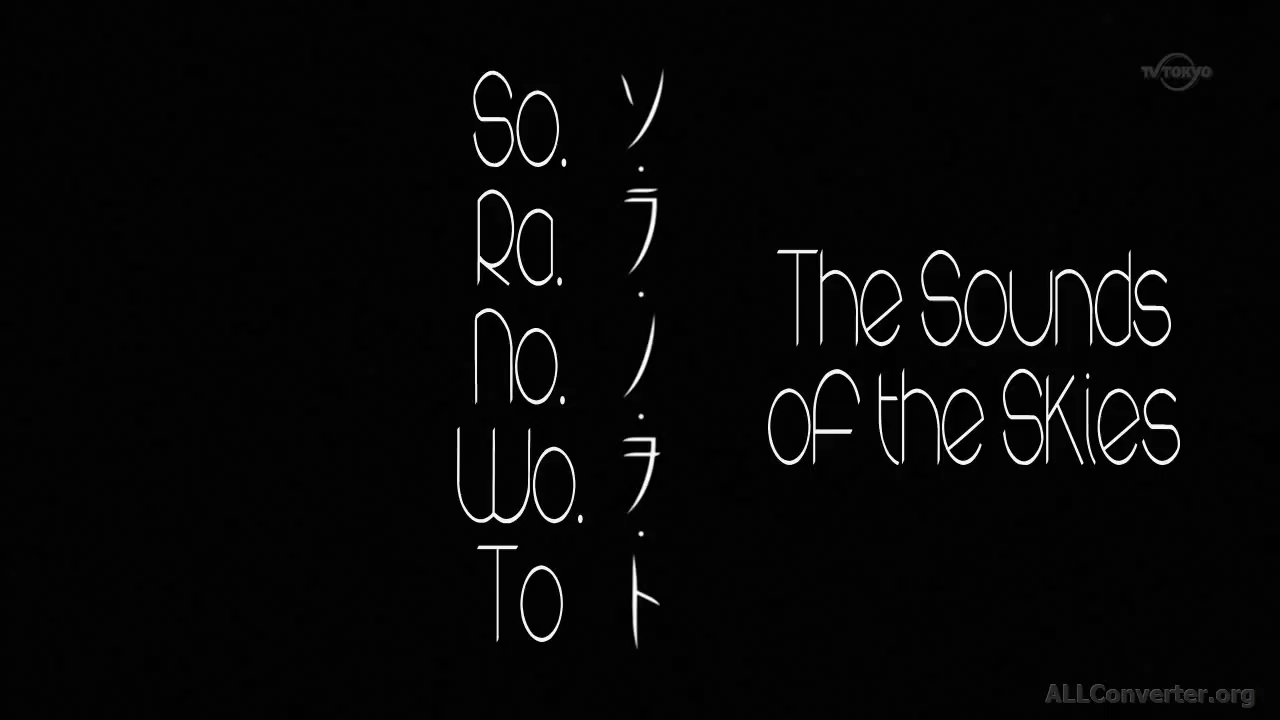 So.
Ra.
No.
Wo.
To
ソ・ラ・ノ・ヲ・ト
The Sounds
of the Skies
TV TOKYO
ALLConverter.org